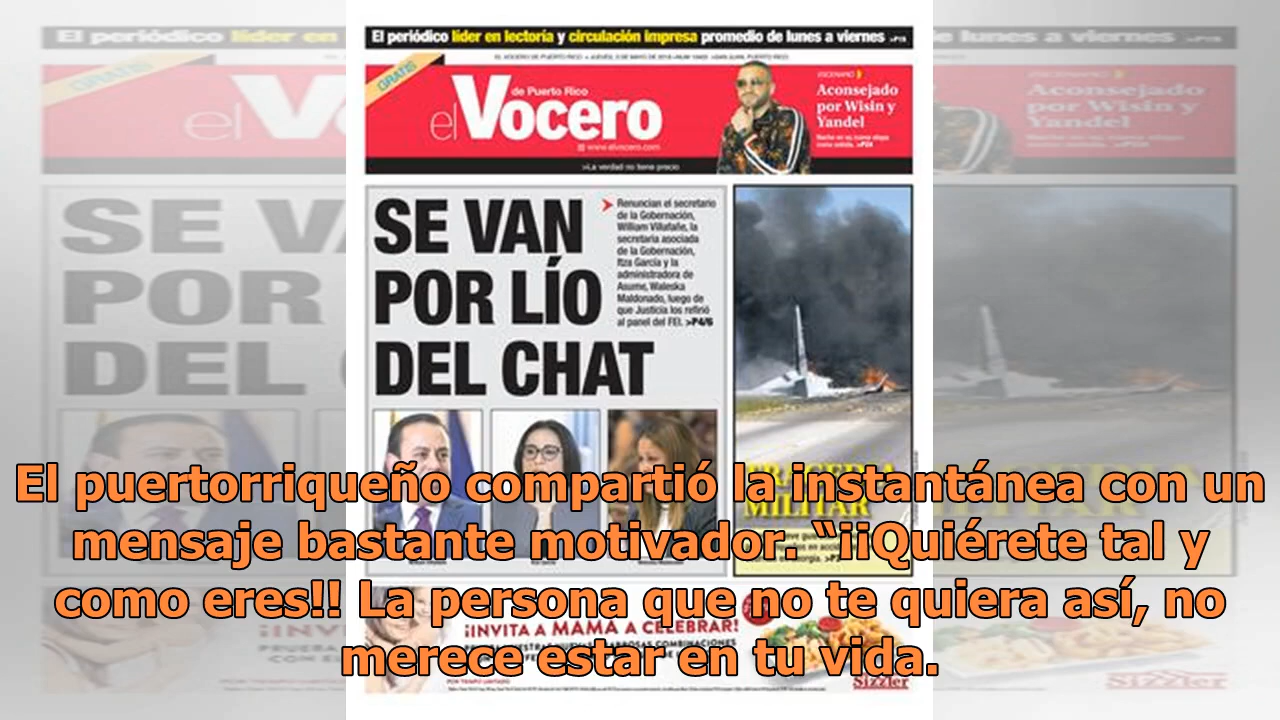 El periódico líder en lectoría y circulación impresa promedio de lunes a viernes >P15
GRATIS
el Vocero
de Puerto Rico
www.elvocero.com
>La verdad no tiene precio
ESCENARIO
Aconsejado
por Wisin y
Yandel
SE VAN
POR LÍO
DEL CHAT
Renuncian el secretario
de la Gobernación,
William Villafañe, la
secretaria asociada
de la Gobernación,
Itza García y la
administradora de
Asume, Waleska
Maldonado, luego de
que Justicia los refirió
al panel del FEI. >P4/6
TRAGEDIA
MILITAR
El puertorriqueño compartió la instantánea con un
mensaje bastante motivador. “¡¡Quiérete tal y
como eres!! La persona que no te quiera así, no
merece estar en tu vida.
¡INVITA A MAMÁ A CELEBRAR!
Sizzler